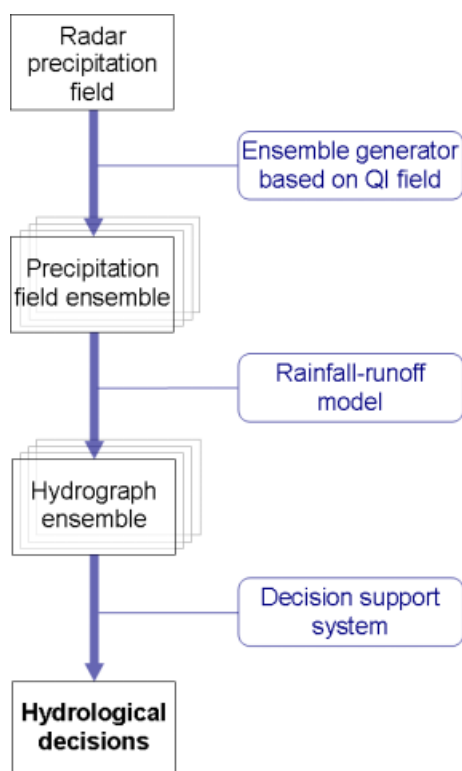 Radar
precipitation
field
Ensemble generator
based on QI field
Precipitation
field ensemble
Rainfall-runoff
model
Hydrograph
ensemble
Decision support
system
Hydrological
decisions